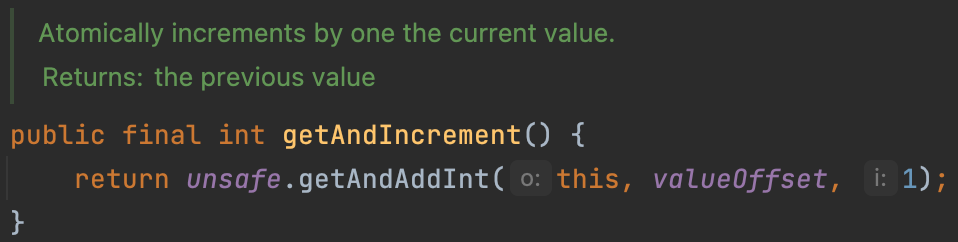 Atomically increments by one the current value.
Returns: the previous value
public final int getAndIncrement() {
return unsafe.getAndAddInt( o: this, valueOffset, i: 1);
}